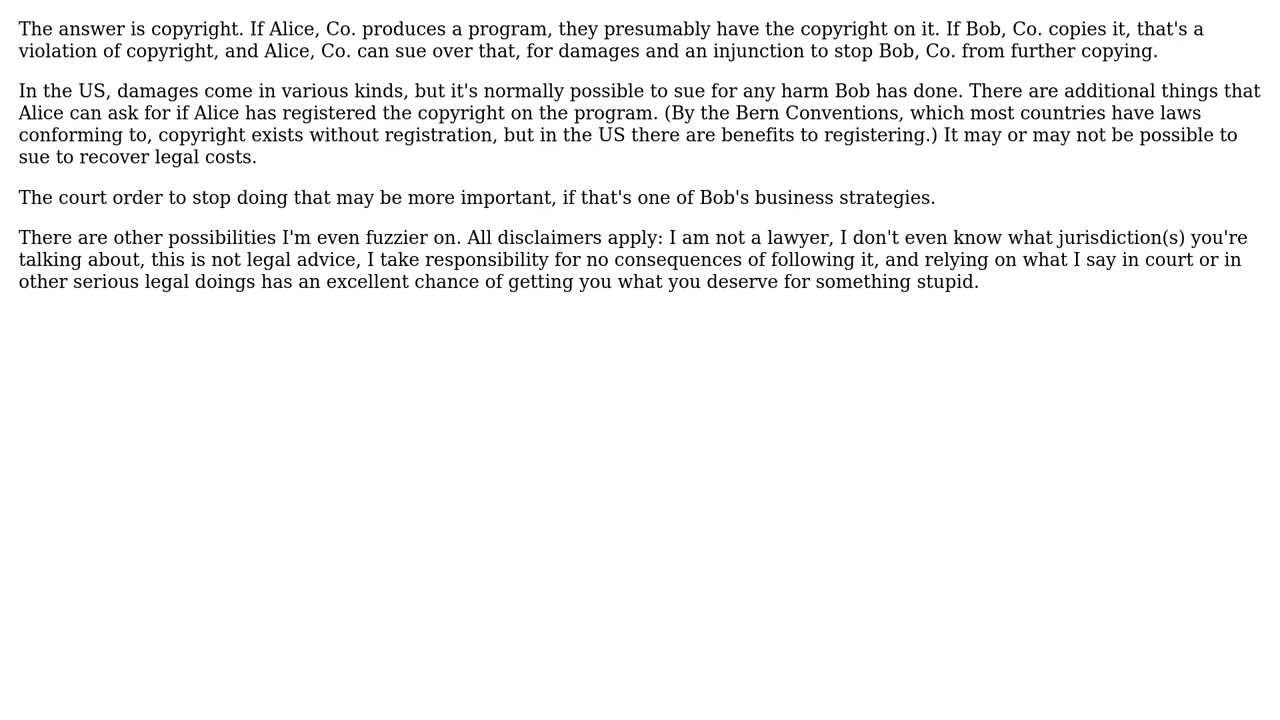 The answer is copyright. If Alice, Co. produces a program, they presumably have the copyright on it. If Bob, Co. copies it, that's a
violation of copyright, and Alice, Co. can sue over that, for damages and an injunction to stop Bob, Co. from further copying.
In the US, damages come in various kinds, but it's normally possible to sue for any harm Bob has done. There are additional things that
Alice can ask for if Alice has registered the copyright on the program. (By the Bern Conventions, which most countries have laws
conforming to, copyright exists without registration, but in the US there are benefits to registering.) It may or may not be possible to
sue to recover legal costs.
The court order to stop doing that may be more important, if that's one of Bob's business strategies.
There are other possibilities I'm even fuzzier on. All disclaimers apply: I am not a lawyer, I don't even know what jurisdiction(s) you're
talking about, this is not legal advice, I take responsibility for no consequences of following it, and relying on what I say in court or in
other serious legal doings has an excellent chance of getting you what you deserve for something stupid.